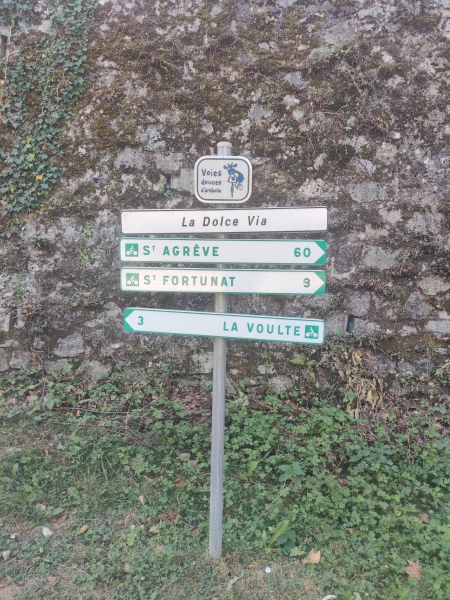 Voies
douces
d'ardèche
La Dolce Via
Sᵀ AGRÈVE 60
Sᵀ FORTUNAT 9
3 LA VOULTE